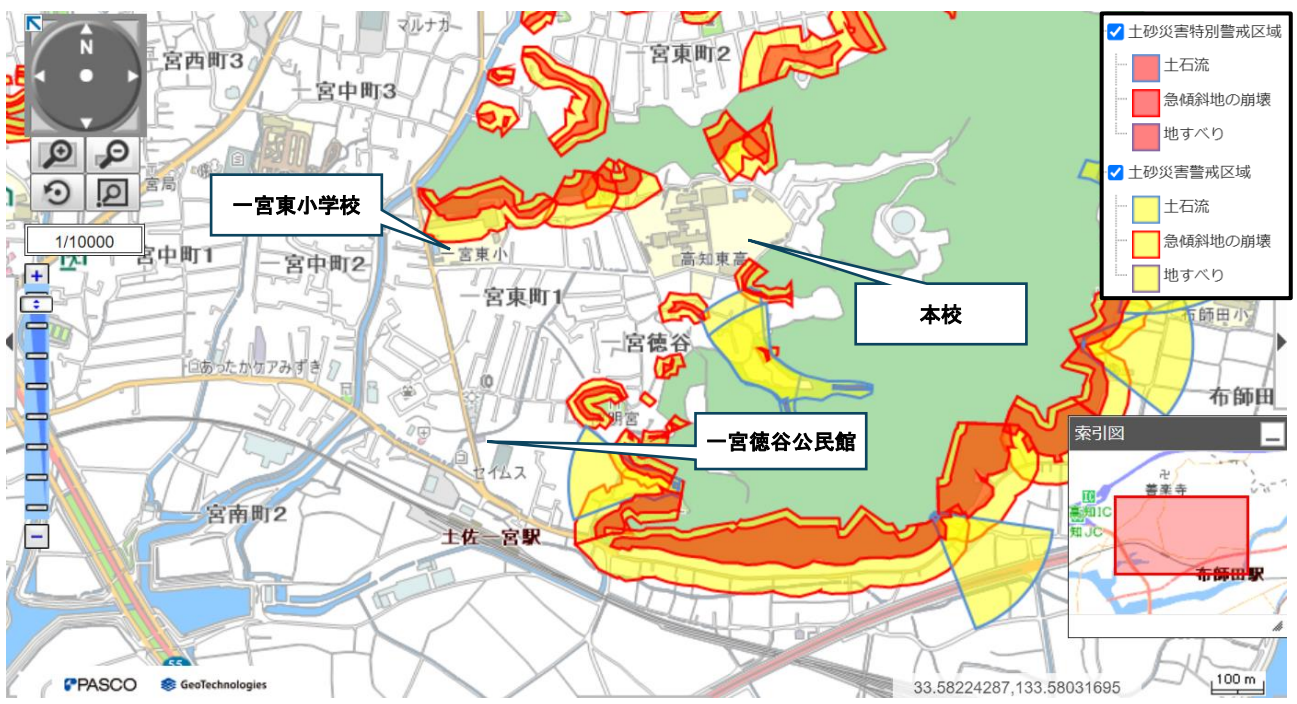 N
マルナカ
一宮西町3
一宮中町3
一宮東町2
土砂災害特別警戒区域
土石流
急傾斜地の崩壊
地すべり
土砂災害警戒区域
土石流
急傾斜地の崩壊
地すべり
宮局
一宮東小学校
1/10000
宮中町1
一宮中町2
一宮東小
高知東高
一宮東町1
本校
布師田小
一宮徳谷
あったかケアみずき
布師田
明宮
一宮徳谷公民館
セイムス
索引図
卍
善楽寺
IC
高知IC
知JC
布師田駅
一宮南町2
土佐一宮駅
55
PASCO
GeoTechnologies
33.58224287,133.58031695
100 m